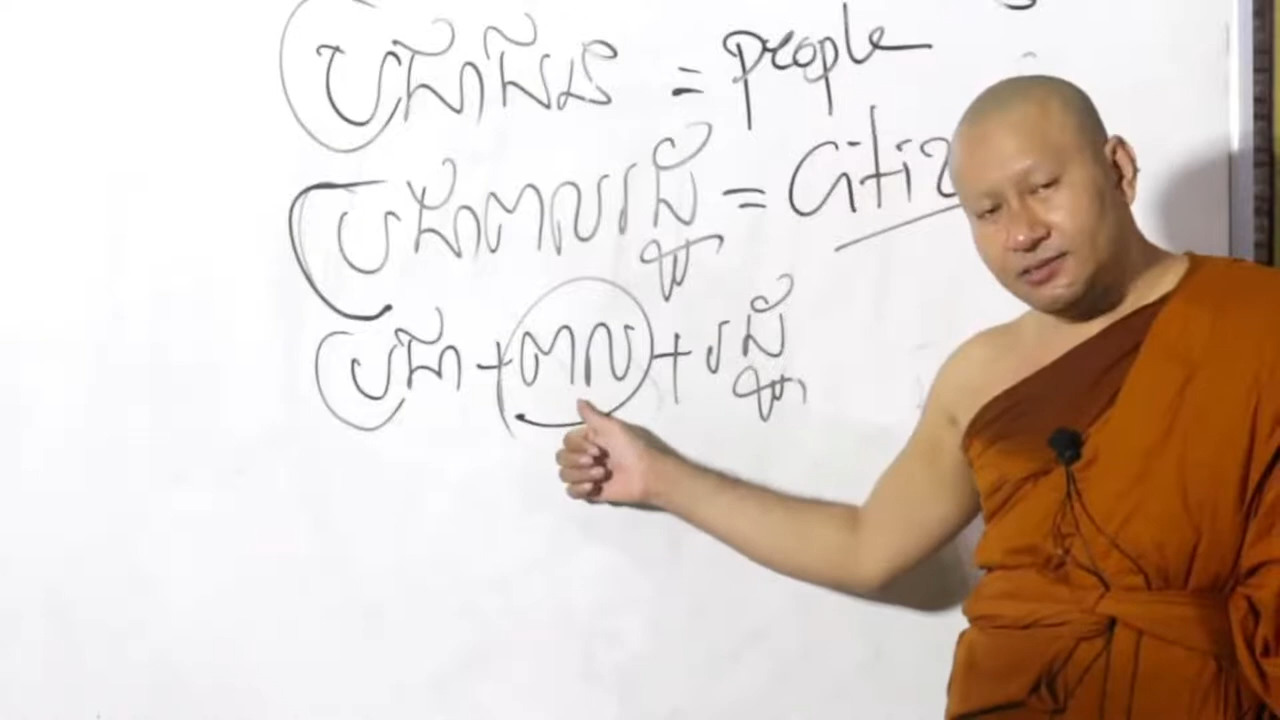 ប្រជាជន = people
ប្រជាពលរដ្ឋ = Citiz
ប្រជា + ពល + រដ្ឋ